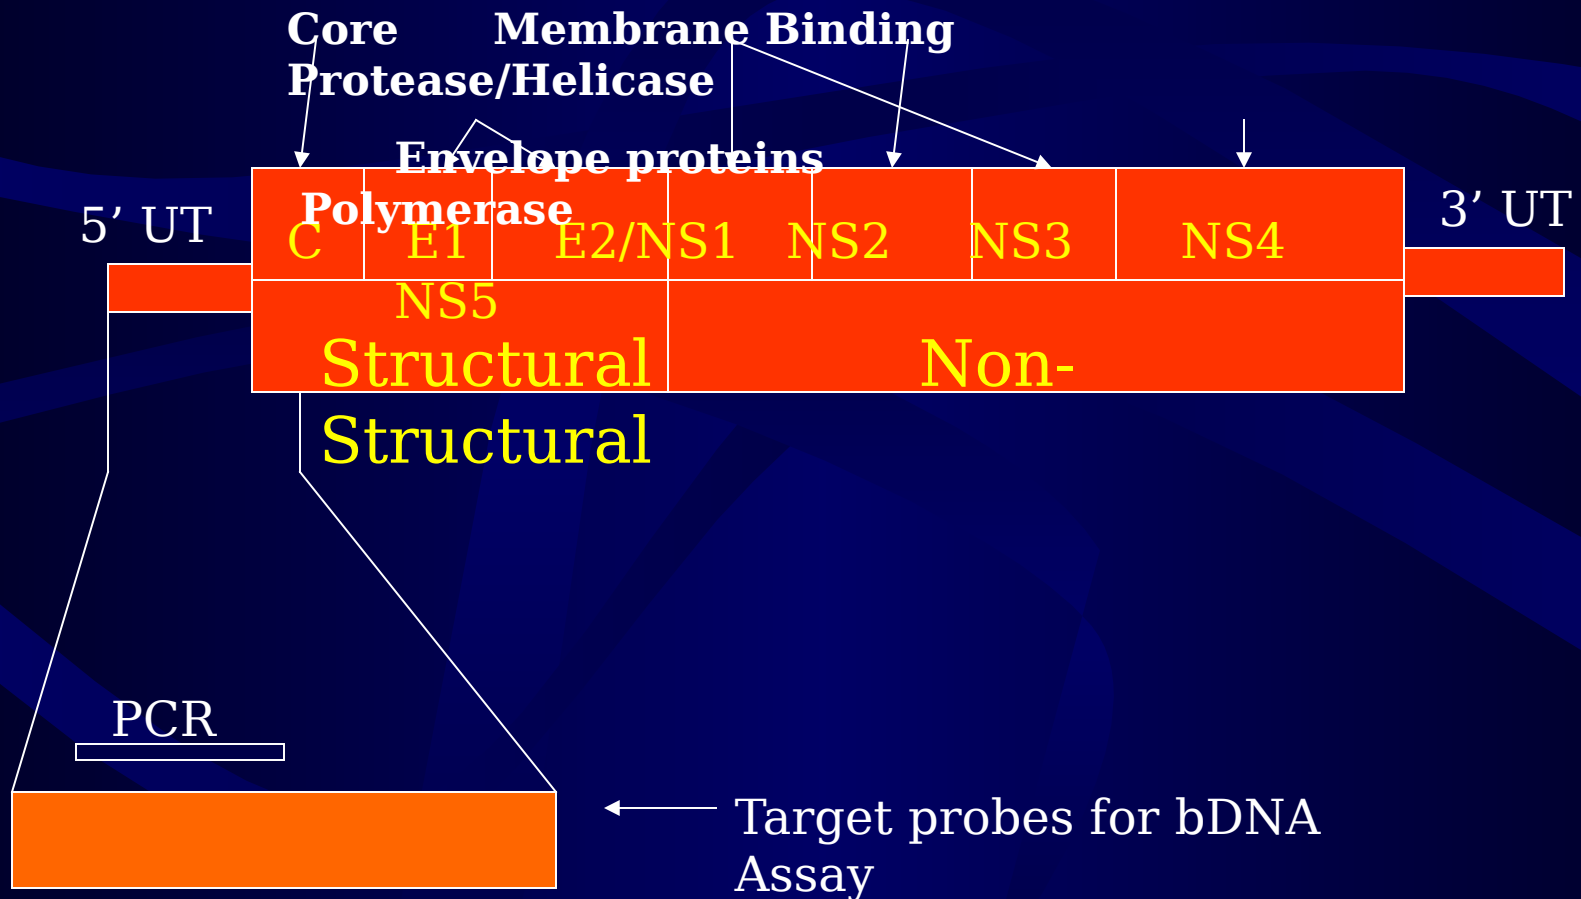 Core Membrane Binding
Protease/Helicase
Envelope proteins
Polymerase
5’ UT
3’ UT
C E1 E2/NS1 NS2 NS3 NS4
NS5
Structural Non-
Structural
PCR
Target probes for bDNA
Assay